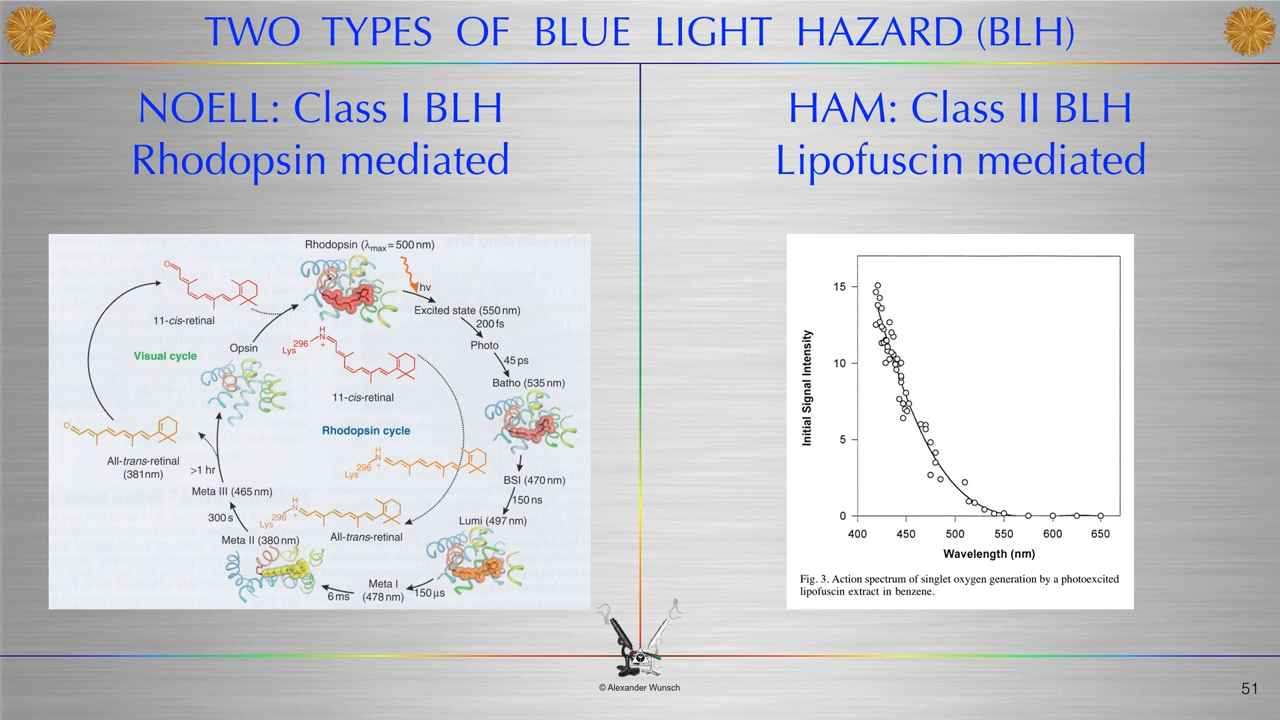 TWO TYPES OF BLUE LIGHT HAZARD (BLH)
NOELL: Class I BLH
Rhodopsin mediated
Rhodopsin (λmax = 500 nm)
hν
Excited state (550 nm)
200 fs
Photo
45 ps
Batho (535 nm)
BSI (470 nm)
150 ns
Lumi (497 nm)
150 µs
Meta I
(478 nm)
6 ms
Meta II (380 nm)
300 s
Meta III (465 nm)
>1 hr
All-trans-retinal
(381 nm)
O
Visual cycle
O
11-cis-retinal
Opsin
H
N
+
296
Lys
11-cis-retinal
Rhodopsin cycle
H
N
+
296
Lys
H
N
+
296
Lys
All-trans-retinal
HAM: Class II BLH
Lipofuscin mediated
Initial Signal Intensity
15
10
5
0
400 450 500 550 600 650
Wavelength (nm)
Fig. 3. Action spectrum of singlet oxygen generation by a photoexcited
lipofuscin extract in benzene.
© Alexander Wunsch
51